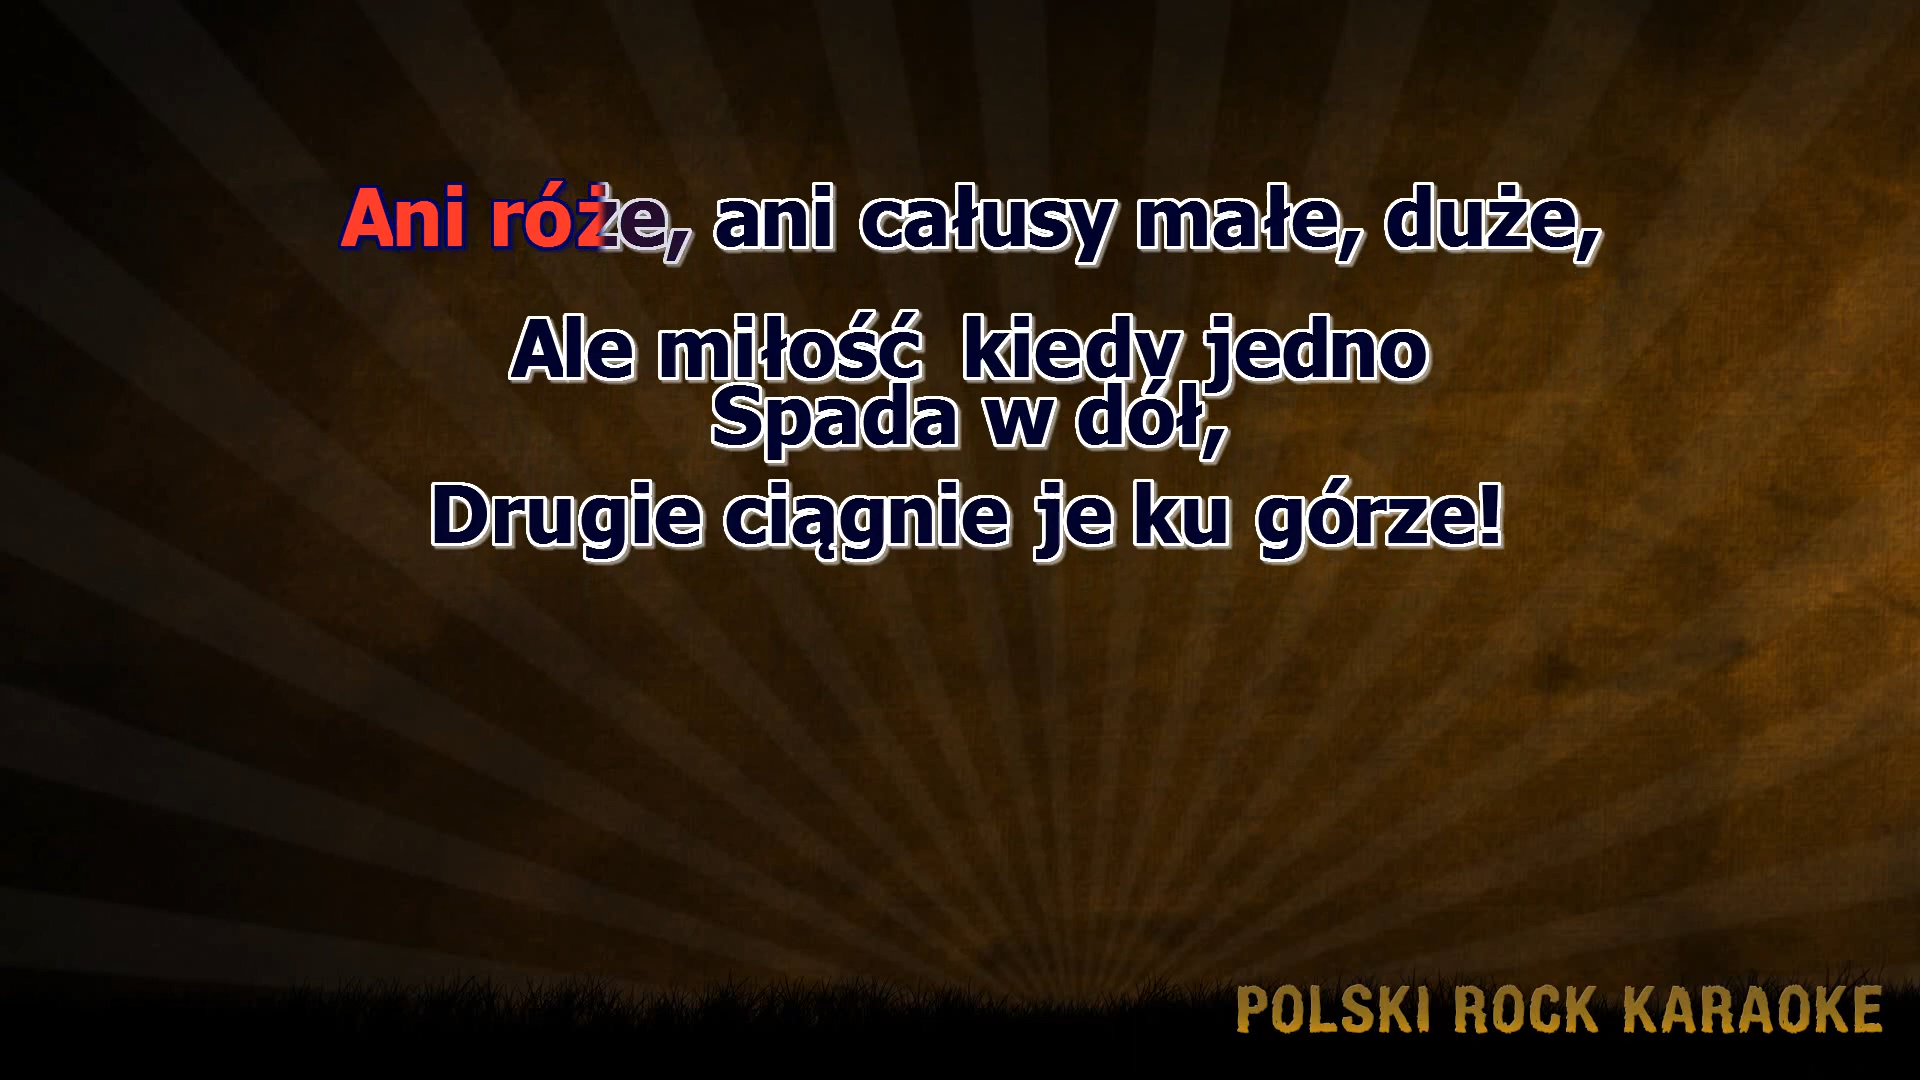 Ani róże, ani całusy małe, duże,
Ale miłość kiedy jedno
Spada w dół,
Drugie ciągnie je ku górze!
POLSKI ROCK KARAOKE